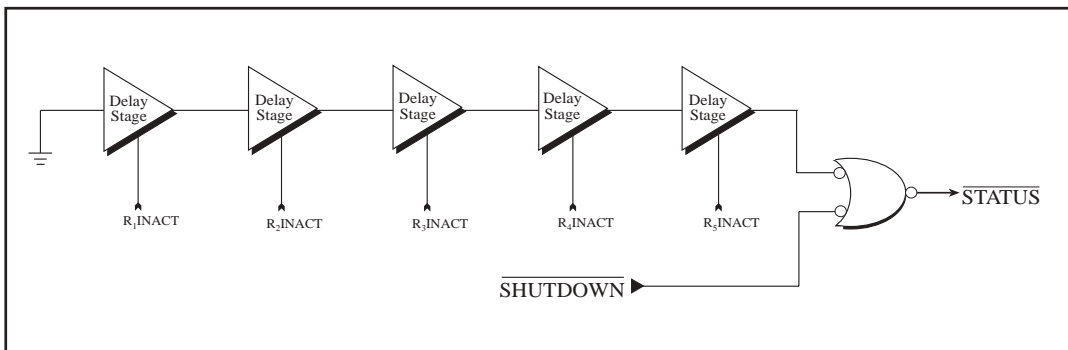 Delay
Stage
Delay
Stage
Delay
Stage
Delay
Stage
Delay
Stage
R₁INACT
R₂INACT
R₃INACT
R₄INACT
R₅INACT
STATUS
SHUTDOWN